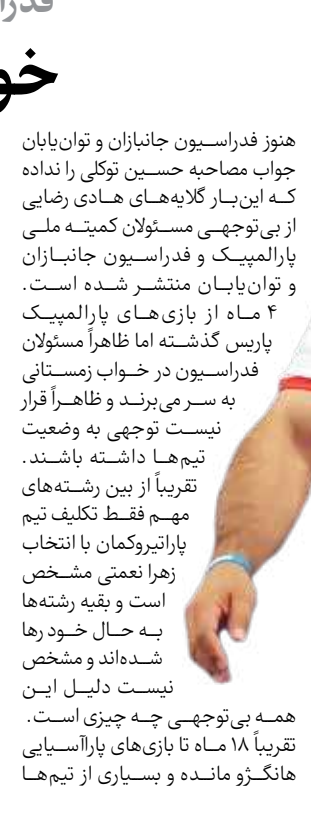 هنوز فدراسیون جانبازان و توان‌یابان
جواب مصاحبه حسین توکلی را نداده
که این‌بار گلایه‌های هادی رضایی
از بی‌توجهی مسئولان کمیته ملی
پارالمپیک و فدراسیون جانبازان
و توان‌یابان منتشر شده است.
۴ ماه از بازی‌های پارالمپیک
پاریس گذشته اما ظاهراً مسئولان
فدراسیون در خواب زمستانی
به سر می‌برند و ظاهراً قرار
نیست توجهی به وضعیت
تیم‌ها داشته باشند.
تقریباً از بین رشته‌های
مهم فقط تکلیف تیم
پاراتیروکمان با انتخاب
زهرا نعمتی مشخص
است و بقیه رشته‌ها
به حال خود رها
شده‌اند و مشخص
نیست دلیل این
همه بی‌توجهی چه چیزی است.
تقریباً ۱۸ ماه تا بازی‌های پاراآسیایی
هانگژو مانده و بسیاری از تیم‌ها